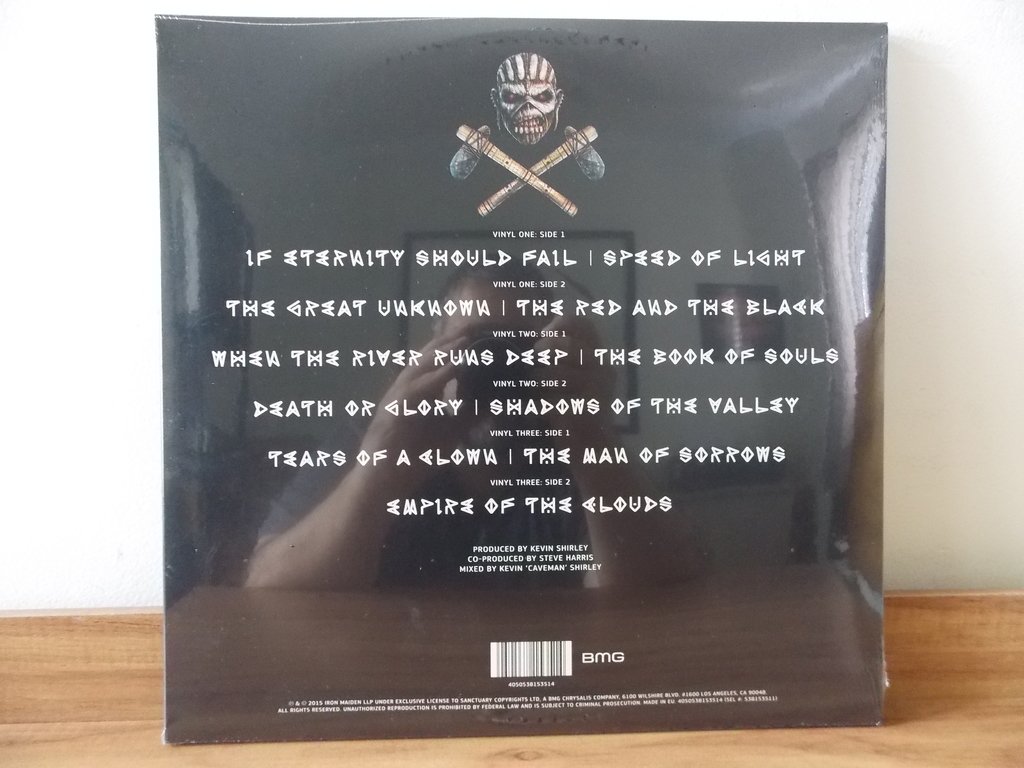 VINYL ONE: SIDE 1
IF ETERNITY SHOULD FAIL | SPEED OF LIGHT
VINYL ONE: SIDE 2
THE GREAT UNKNOWN | THE RED AND THE BLACK
VINYL TWO: SIDE 1
WHEN THE RIVER RUNS DEEP | THE BOOK OF SOULS
VINYL TWO: SIDE 2
DEATH OR GLORY | SHADOWS OF THE VALLEY
VINYL THREE: SIDE 1
TEARS OF A CLOWN | THE MAN OF SORROWS
VINYL THREE: SIDE 2
EMPIRE OF THE CLOUDS
PRODUCED BY KEVIN SHIRLEY
CO-PRODUCED BY STEVE HARRIS
MIXED BY KEVIN 'CAVEMAN' SHIRLEY
BMG
4050538153514
℗ & © 2015 IRON MAIDEN LLP UNDER EXCLUSIVE LICENSE TO SANCTUARY COPYRIGHTS LTD, A BMG CHRYSALIS COMPANY, 6100 WILSHIRE BLVD. #1600 LOS ANGELES, CA 90048
ALL RIGHTS RESERVED. UNAUTHORIZED REPRODUCTION IS PROHIBITED BY FEDERAL LAW AND IS SUBJECT TO CRIMINAL PROSECUTION. MADE IN EU. 4050538153514 (SEL #: 538153511)